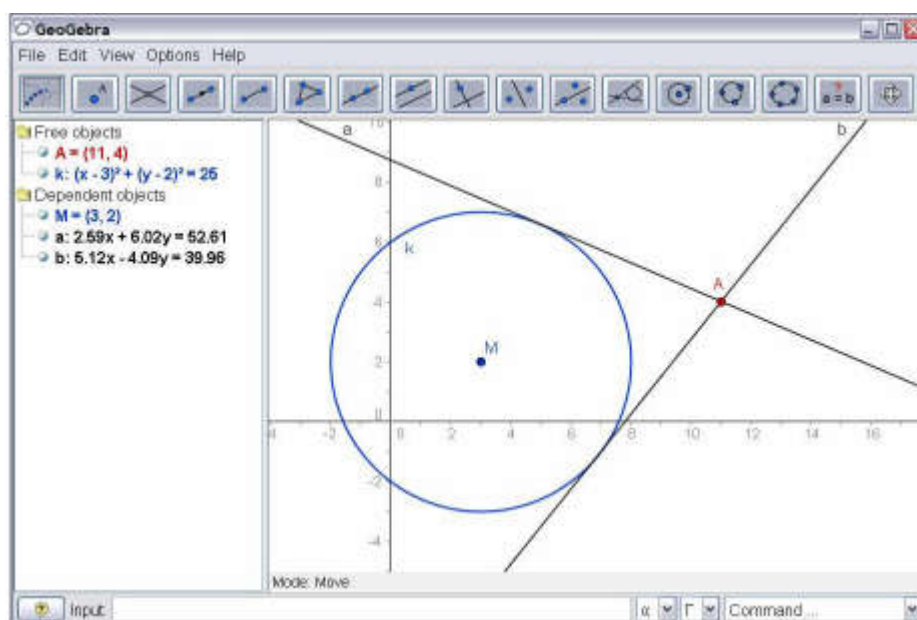 GeoGebra
File Edit View Options Help
A
a = b
Free objects
A = (11, 4)
k: (x - 3)² + (y - 2)² = 25
Dependent objects
M = (3, 2)
a: 2.59x + 6.02y = 52.61
b: 5.12x - 4.09y = 39.96
a
10
b
8
6
k
A
4
M
2
0
-4 -2 0 2 4 6 8 10 12 14 16
-2
-4
Mode: Move
Input: α Γ Command ...